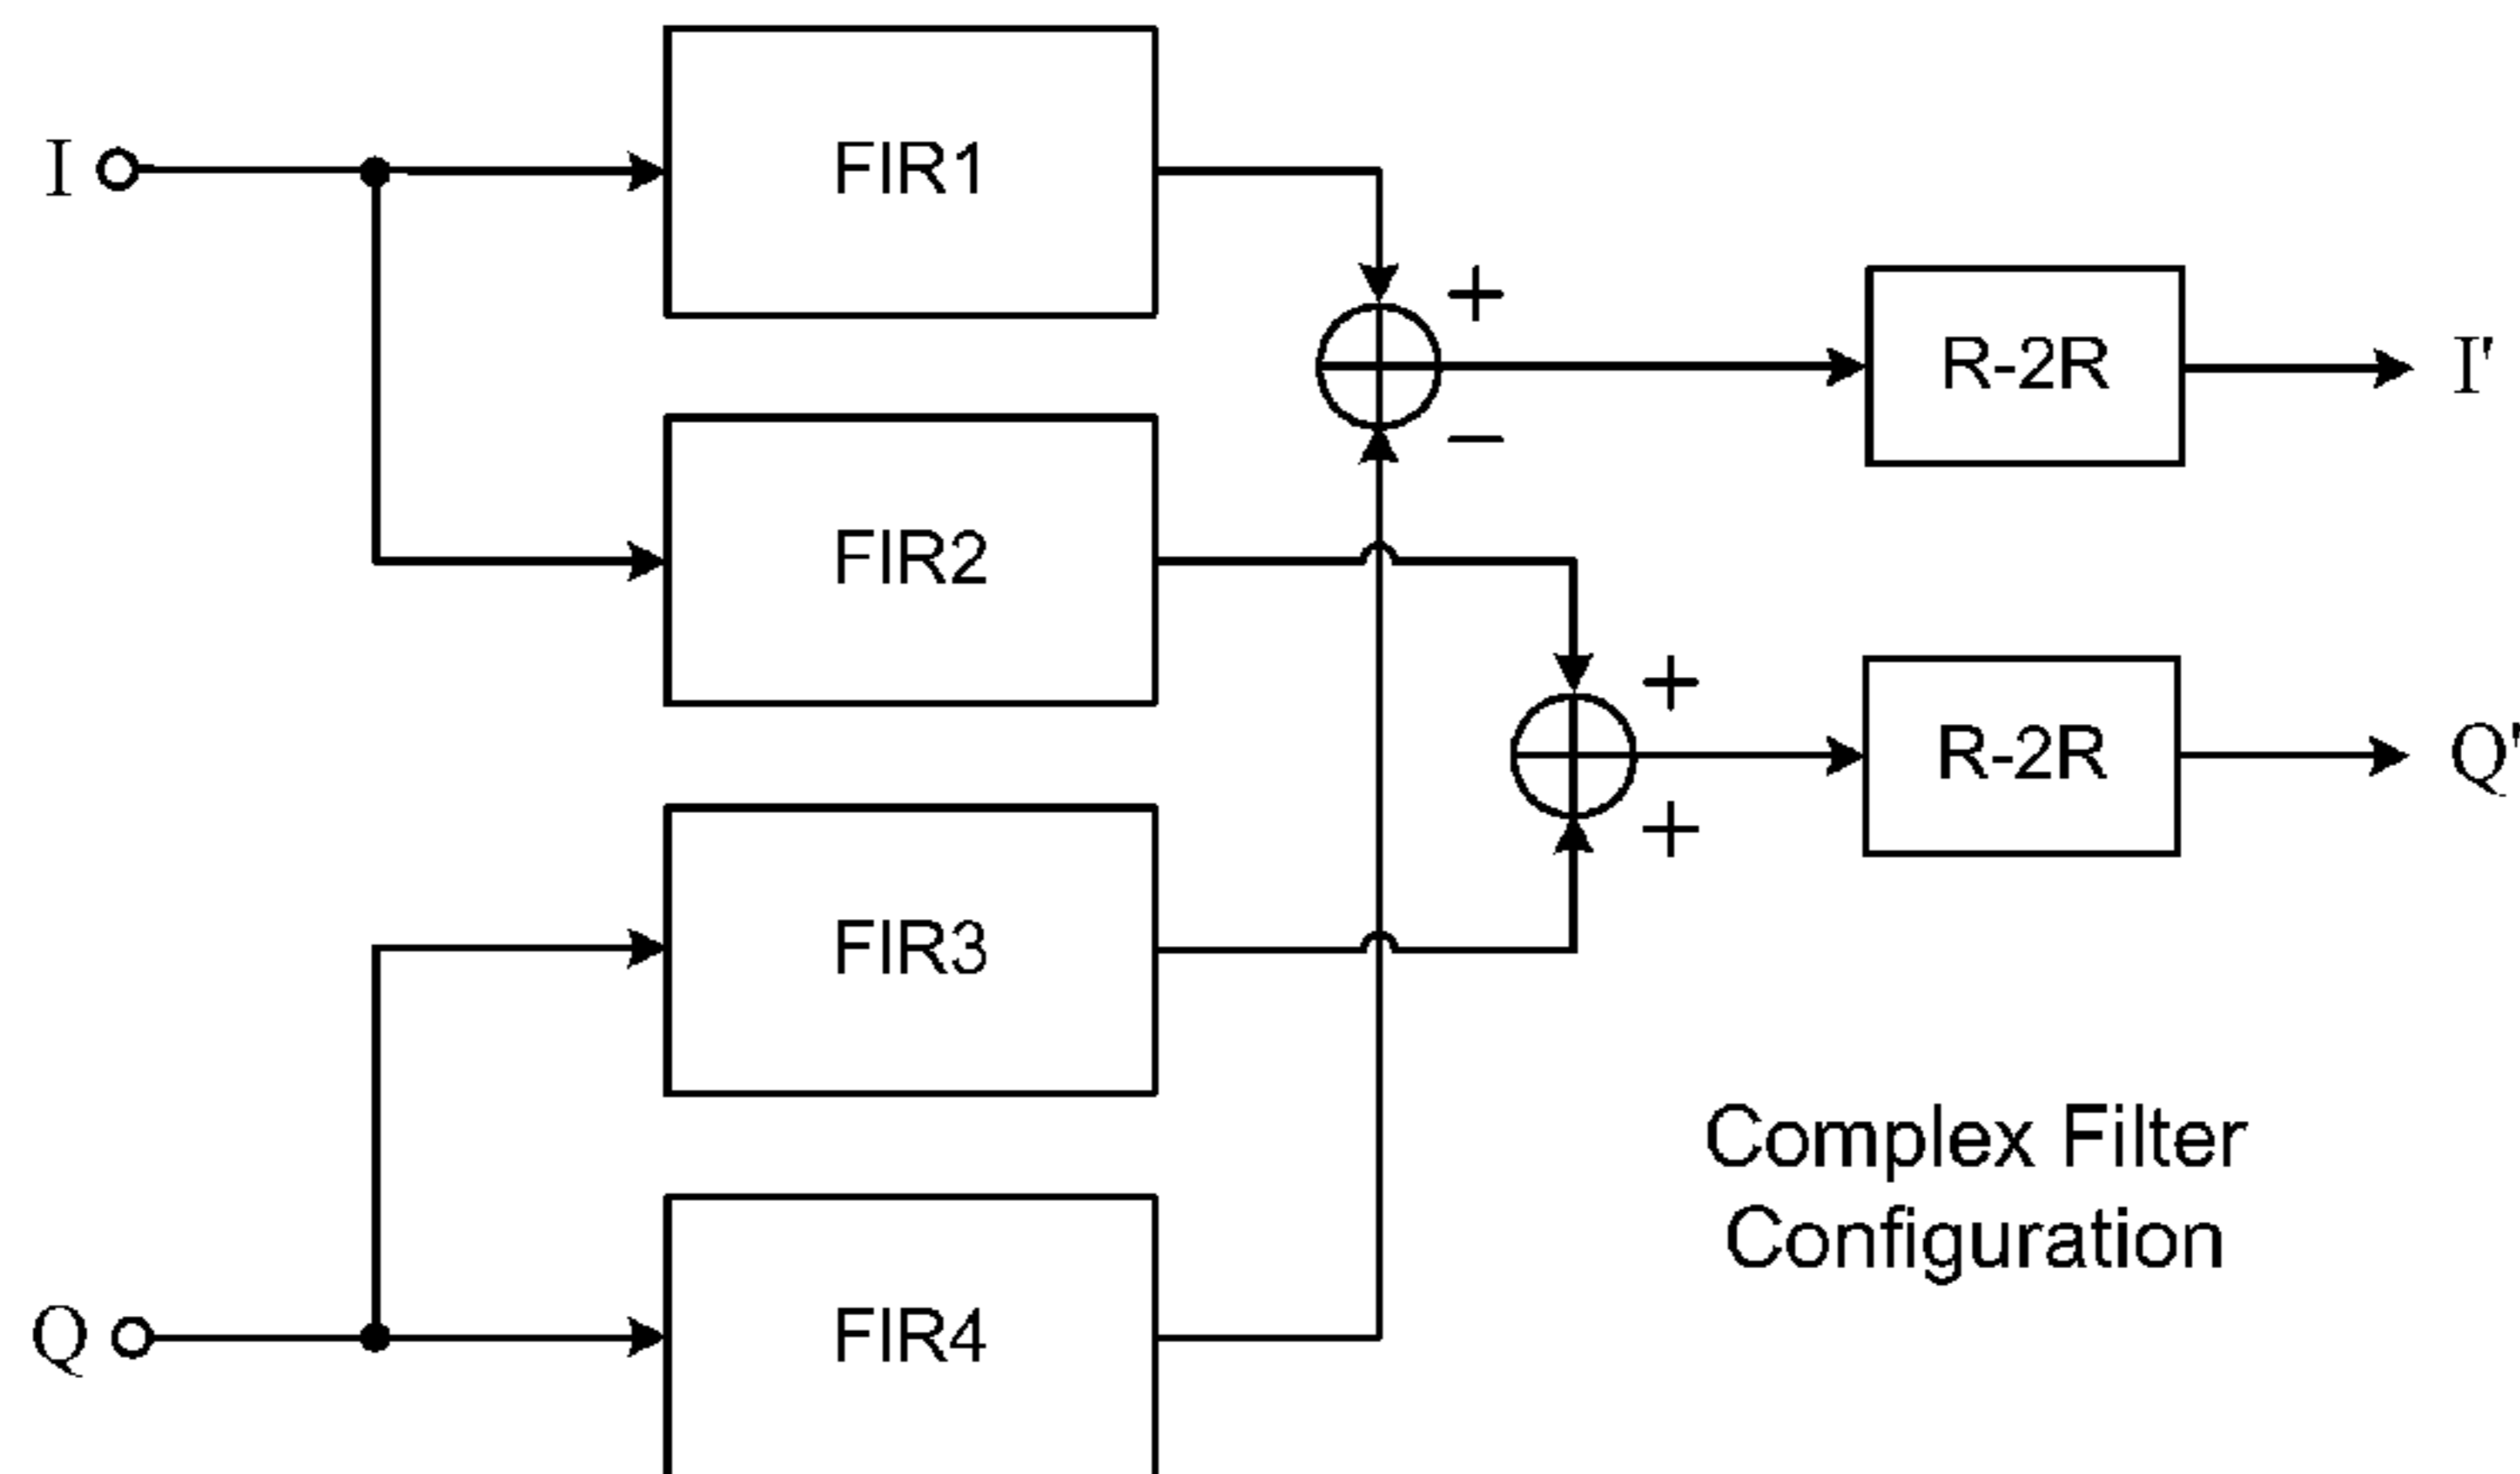 I
FIR1
+
R-2R
I'
−
FIR2
+
R-2R
Q'
+
FIR3
Q
FIR4
Complex Filter
Configuration